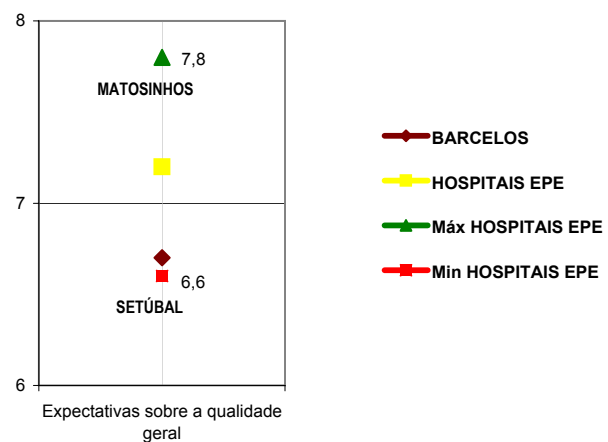 8
7,8
MATOSINHOS
7
6,6
SETÚBAL
6
Expectativas sobre a qualidade
geral
BARCELOS
HOSPITAIS EPE
Máx HOSPITAIS EPE
Min HOSPITAIS EPE